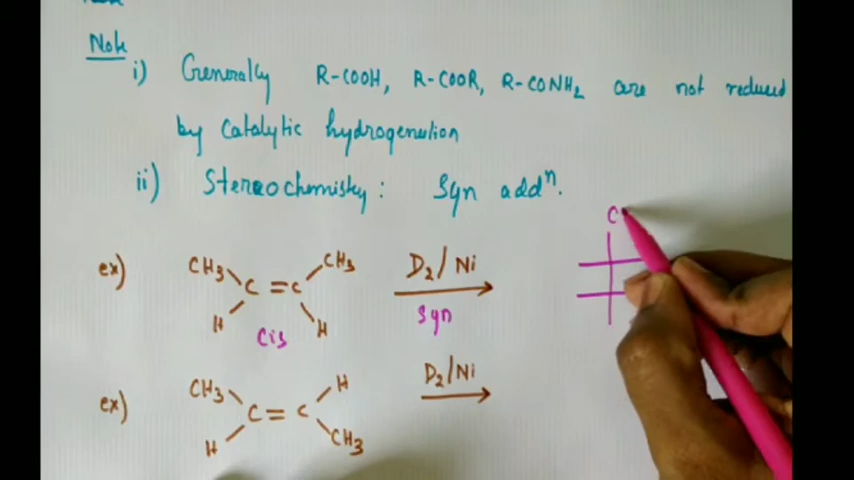 Note
i) Generally R-COOH, R-COOR, R-CONH₂ are not reduced
by Catalytic hydrogenation
ii) Stereochemistry: Syn addⁿ.
C
ex) CH₃ CH₃ D₂/Ni
C = C
H H Syn
Cis
CH₃ H D₂/Ni
ex) C = C
H CH₃